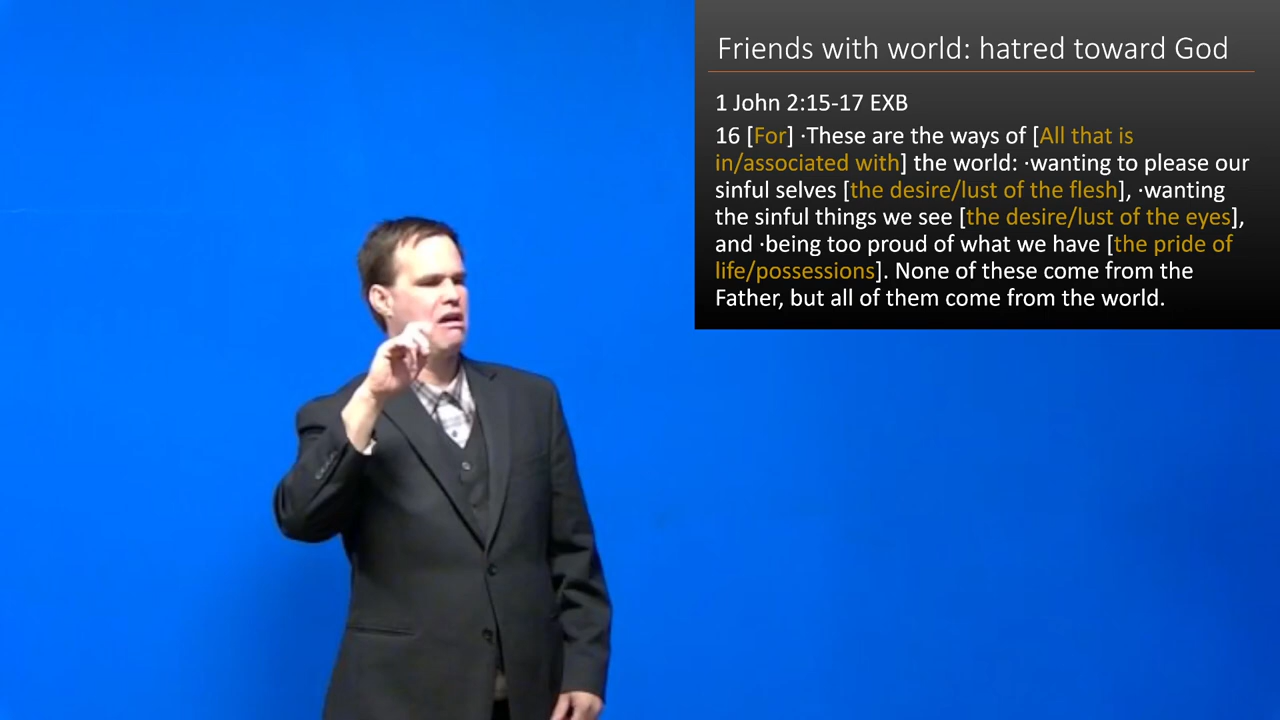 Friends with world: hatred toward God
1 John 2:15-17 EXB
16 [For] ·These are the ways of [All that is
in/associated with] the world: ·wanting to please our
sinful selves [the desire/lust of the flesh], ·wanting
the sinful things we see [the desire/lust of the eyes],
and ·being too proud of what we have [the pride of
life/possessions]. None of these come from the
Father, but all of them come from the world.